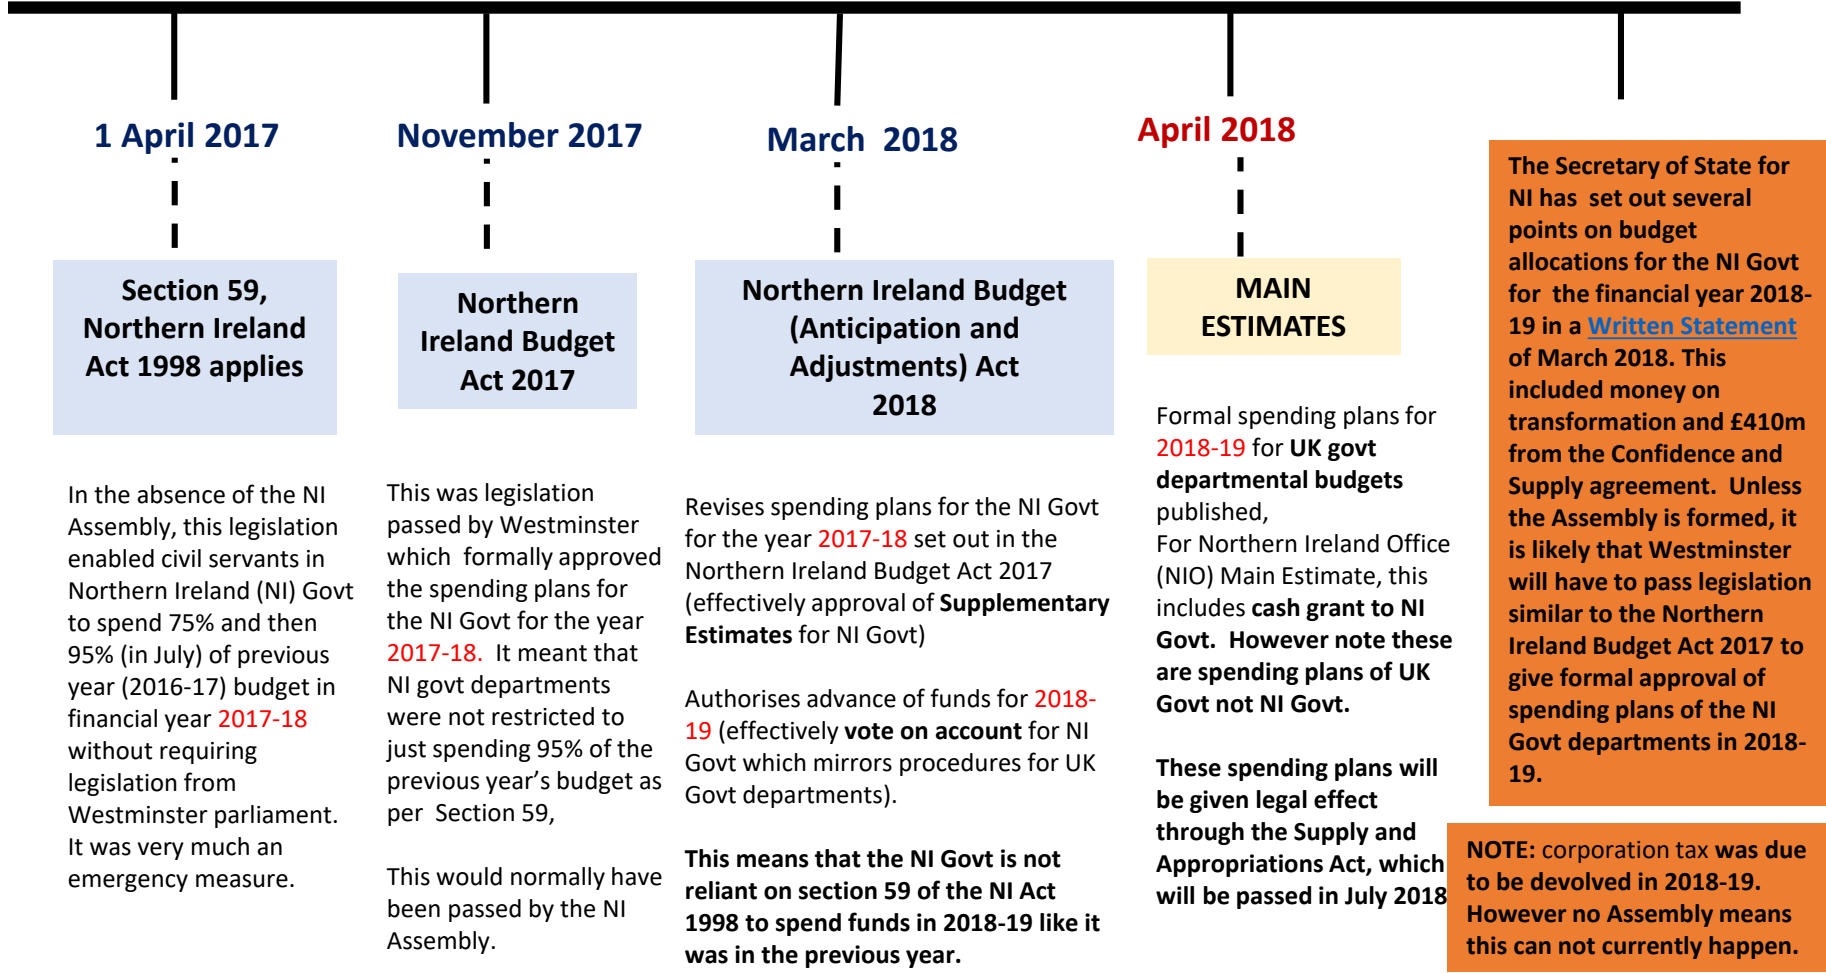 1 April 2017
Section 59,
Northern Ireland
Act 1998 applies
In the absence of the NI
Assembly, this legislation
enabled civil servants in
Northern Ireland (NI) Govt
to spend 75% and then
95% (in July) of previous
year (2016-17) budget in
financial year 2017-18
without requiring
legislation from
Westminster parliament.
It was very much an
emergency measure.
November 2017
Northern
Ireland Budget
Act 2017
This was legislation
passed by Westminster
which formally approved
the spending plans for
the NI Govt for the year
2017-18. It meant that
NI govt departments
were not restricted to
just spending 95% of the
previous year’s budget as
per Section 59,
This would normally have
been passed by the NI
Assembly.
March 2018
Northern Ireland Budget
(Anticipation and
Adjustments) Act
2018
Revises spending plans for the NI Govt
for the year 2017-18 set out in the
Northern Ireland Budget Act 2017
(effectively approval of Supplementary
Estimates for NI Govt)
Authorises advance of funds for 2018-
19 (effectively vote on account for NI
Govt which mirrors procedures for UK
Govt departments).
This means that the NI Govt is not
reliant on section 59 of the NI Act
1998 to spend funds in 2018-19 like it
was in the previous year.
April 2018
MAIN
ESTIMATES
Formal spending plans for
2018-19 for UK govt
departmental budgets
published,
For Northern Ireland Office
(NIO) Main Estimate, this
includes cash grant to NI
Govt. However note these
are spending plans of UK
Govt not NI Govt.
These spending plans will
be given legal effect
through the Supply and
Appropriations Act, which
will be passed in July 2018
The Secretary of State for
NI has set out several
points on budget
allocations for the NI Govt
for the financial year 2018-
19 in a Written Statement
of March 2018. This
included money on
transformation and £410m
from the Confidence and
Supply agreement. Unless
the Assembly is formed, it
is likely that Westminster
will have to pass legislation
similar to the Northern
Ireland Budget Act 2017 to
give formal approval of
spending plans of the NI
Govt departments in 2018-
19.
NOTE: corporation tax was due
to be devolved in 2018-19.
However no Assembly means
this can not currently happen.